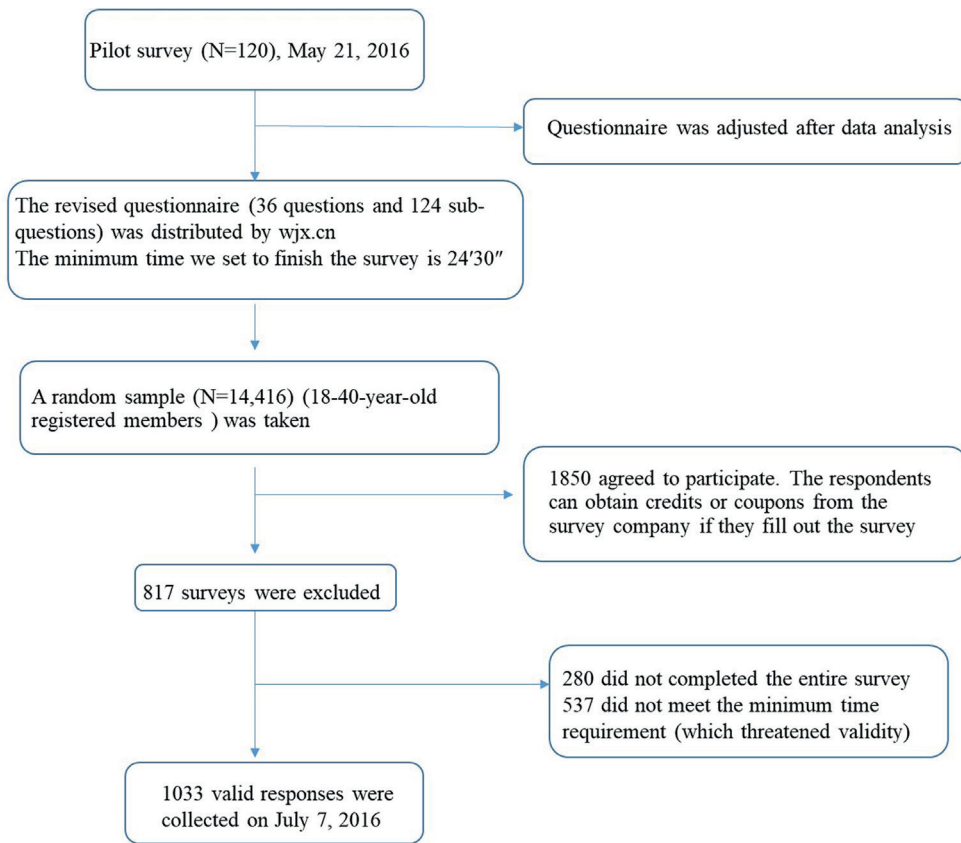 Pilot survey (N=120), May 21, 2016
Questionnaire was adjusted after data analysis
The revised questionnaire (36 questions and 124 sub-
questions) was distributed by wjx.cn
The minimum time we set to finish the survey is 24′30″
A random sample (N=14,416) (18-40-year-old
registered members ) was taken
1850 agreed to participate. The respondents
can obtain credits or coupons from the
survey company if they fill out the survey
817 surveys were excluded
280 did not completed the entire survey
537 did not meet the minimum time
requirement (which threatened validity)
1033 valid responses were
collected on July 7, 2016